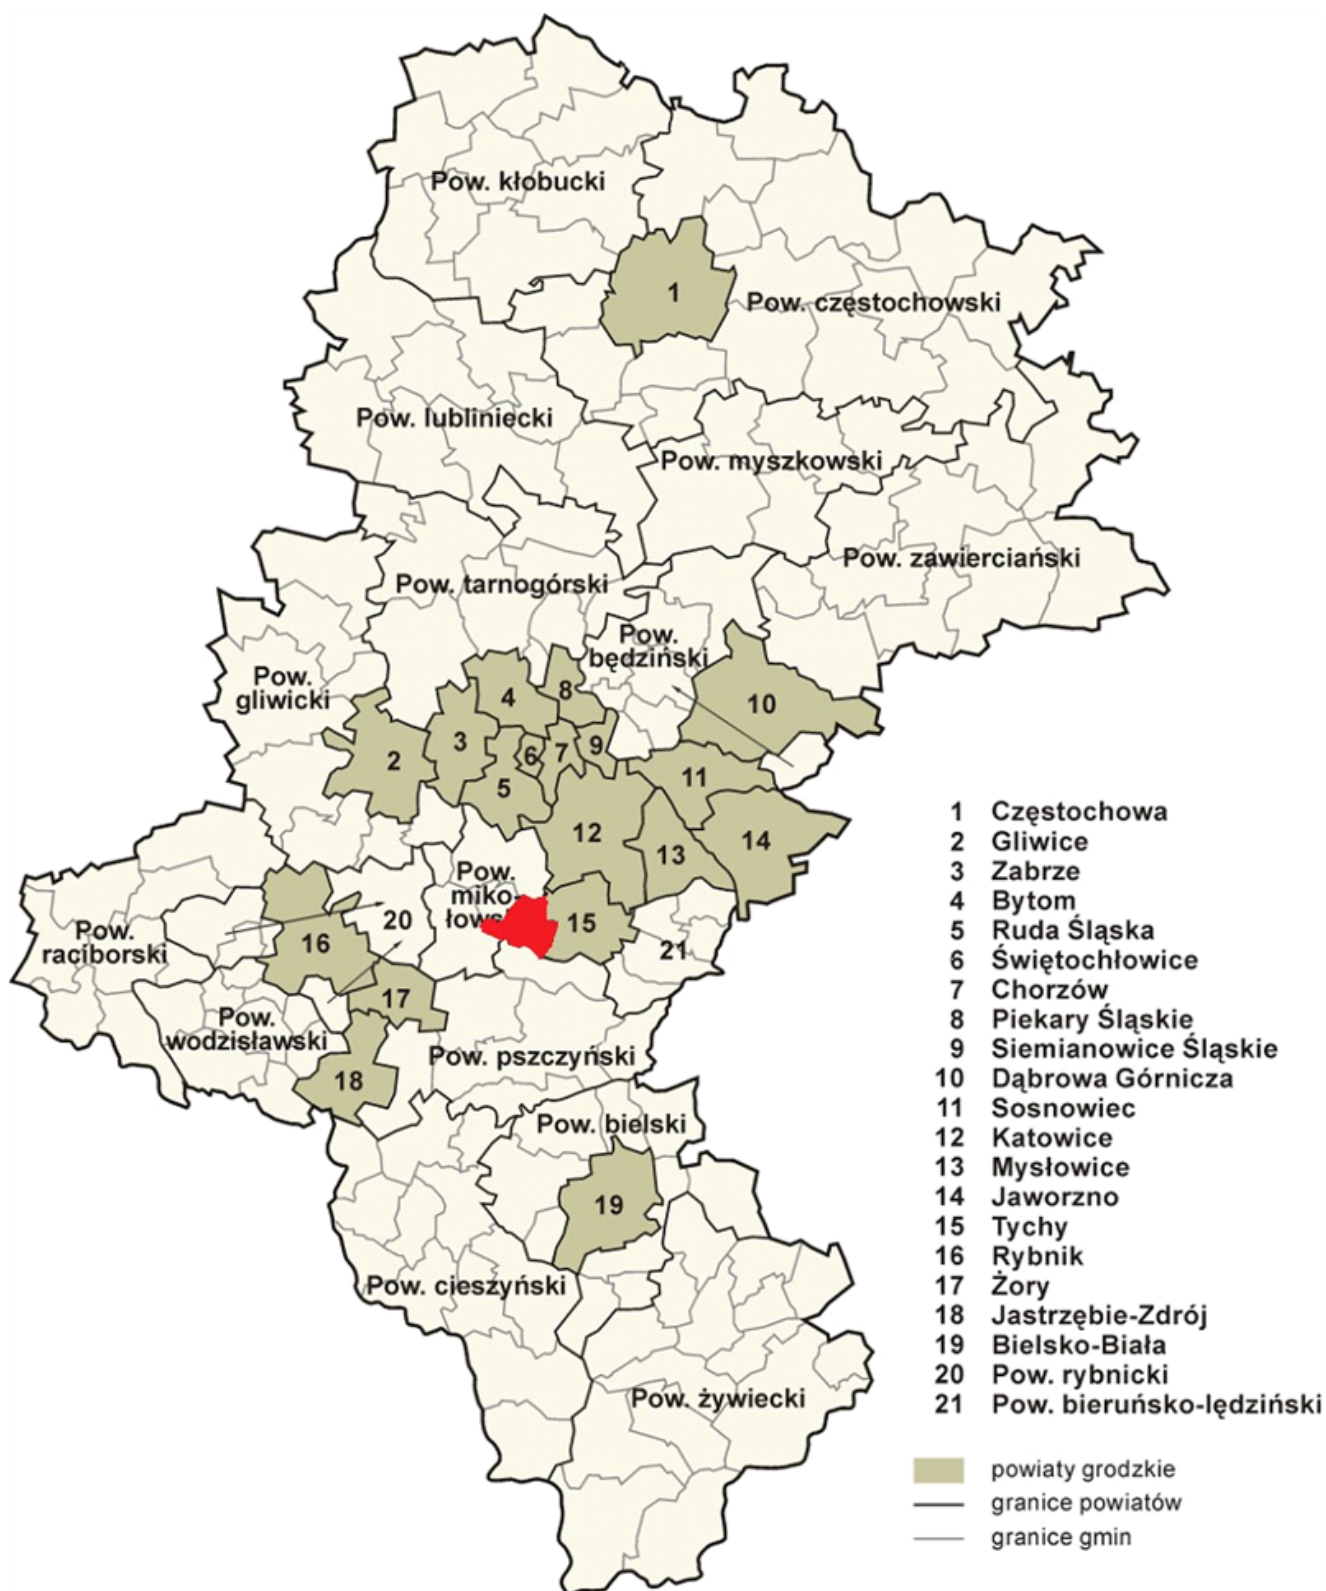 Pow. kłobucki
1
Pow. częstochowski
Pow. lubliniecki
Pow. myszkowski
Pow. zawierciański
Pow. tarnogórski
Pow.
będziński
Pow.
gliwicki
4
8
10
3
2
6
7
9
5
11
12
13
14
Pow.
miko-
15
20
16
Pow.
raciborski
21
17
Pow.
wodzisławski
Pow. pszczyński
18
Pow. bielski
19
Pow. cieszyński
Pow. żywiecki
1 Częstochowa
2 Gliwice
3 Zabrze
4 Bytom
5 Ruda Śląska
6 Świętochłowice
7 Chorzów
8 Piekary Śląskie
9 Siemianowice Śląskie
10 Dąbrowa Górnicza
11 Sosnowiec
12 Katowice
13 Mysłowice
14 Jaworzno
15 Tychy
16 Rybnik
17 Żory
18 Jastrzębie-Zdrój
19 Bielsko-Biała
20 Pow. rybnicki
21 Pow. bieruńsko-lędziński
powiaty grodzkie
granice powiatów
granice gmin